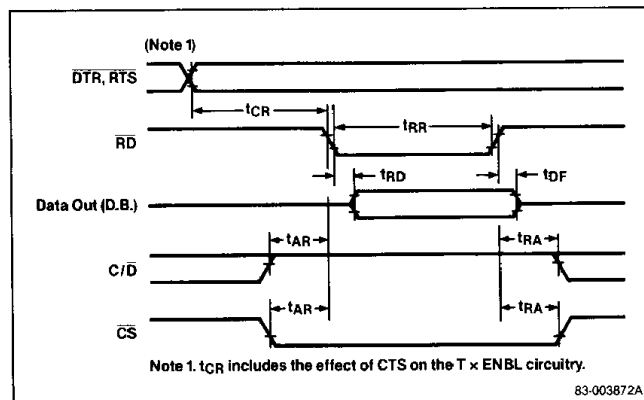 (Note 1)
DTR, RTS
tCR
tRR
RD
tRD
tDF
Data Out (D.B.)
tAR
tRA
C/D
tAR
tRA
CS
Note 1. tCR includes the effect of CTS on the T × ENBL circuitry.
83-003872A